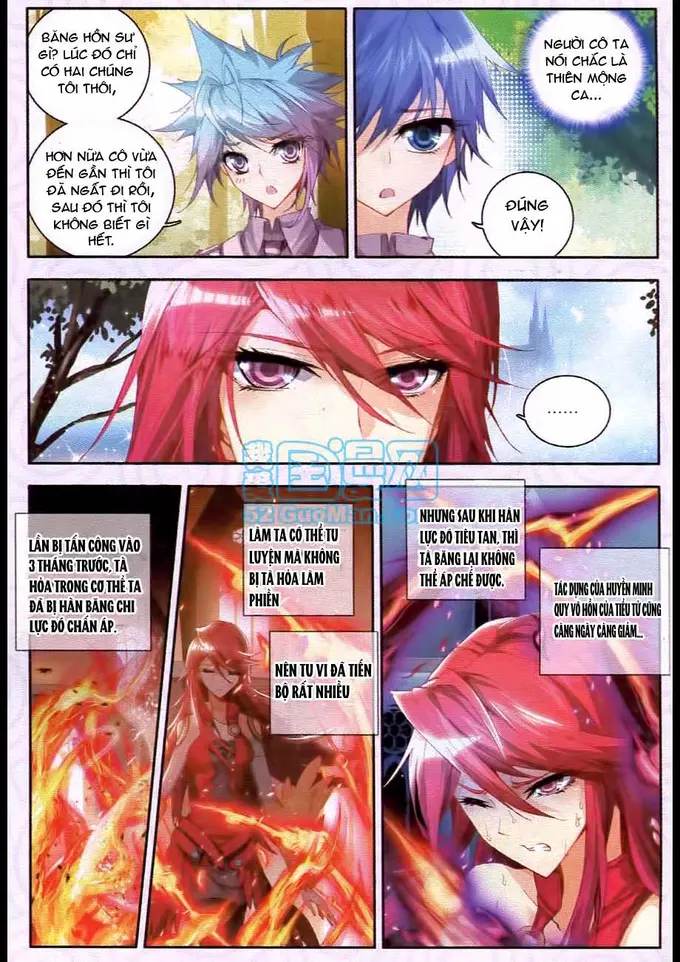 BĂNG HỒN SƯ
GÌ? LÚC ĐÓ CHỈ
CÓ HAI CHÚNG
TÔI THÔI,
HƠN NỮA CÔ VỪA
ĐẾN GẦN THÌ TÔI
ĐÃ NGẤT ĐI RỒI,
SAU ĐÓ THÌ TÔI
KHÔNG BIẾT GÌ
HẾT.
NGƯỜI CÔ TA
NÓI CHẮC LÀ
THIÊN MỘNG
CA...
ĐÚNG
VẬY!
......
52GuoMan
LẦN BỊ TẤN CÔNG VÀO
3 THÁNG TRƯỚC, TÀ
HỎA TRONG CƠ THỂ TA
ĐÃ BỊ HÀN BĂNG CHI
LỰC ĐÓ CHẤN ÁP.
LÀM TA CÓ THỂ TU
LUYỆN MÀ KHÔNG
BỊ TÀ HỎA LÀM
PHIỀN
NÊN TU VI ĐÃ TIẾN
BỘ RẤT NHIỀU
NHƯNG SAU KHI HÀN
LỰC ĐÓ TIÊU TAN, THÌ
TÀ BĂNG LẠI KHÔNG
THỂ ÁP CHẾ ĐƯỢC.
TÁC DỤNG CỦA HUYỀN MINH
QUY VÕ HỒN CỦA TIỂU TỬ CŨNG
CÀNG NGÀY CÀNG GIẢM...